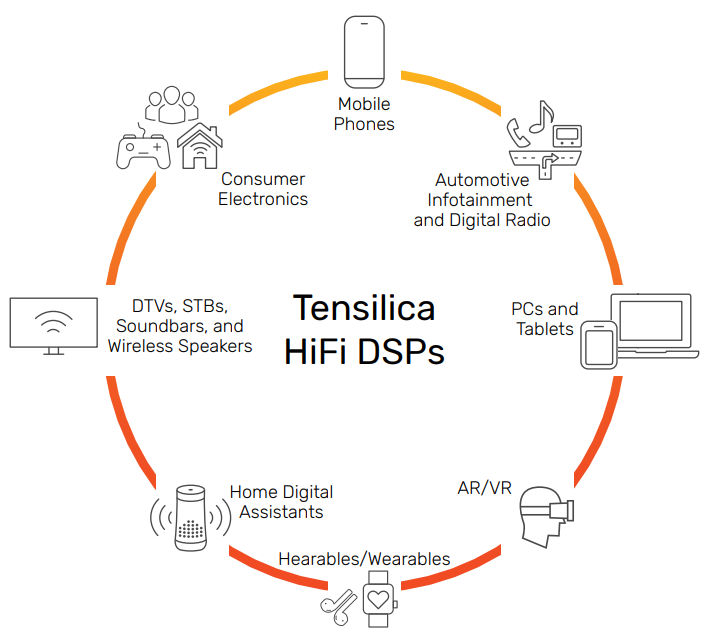 Mobile
Phones
Consumer
Electronics
Automotive
Infotainment
and Digital Radio
DTVs, STBs,
Soundbars, and
Wireless Speakers
Tensilica
HiFi DSPs
PCs and
Tablets
Home Digital
Assistants
AR/VR
Hearables/Wearables